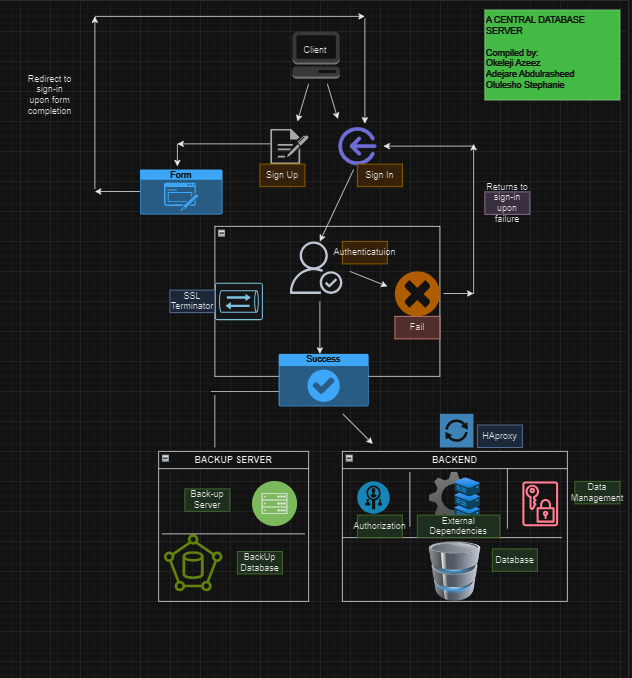 A CENTRAL DATABASE
SERVER
Compiled by:
Okeleji Azeez
Adejare Abdulrasheed
Olulesho Stephanie
Client
Redirect to
sign-in
upon form
completion
Sign Up
Sign In
Form
Returns to
sign-in
upon
failure
Authenticatuion
SSL
Terminator
Fail
Success
HAproxy
BACKUP SERVER
BACKEND
Back-up
Server
Data
Management
Authorization
External
Dependencies
BackUp
Database
Database